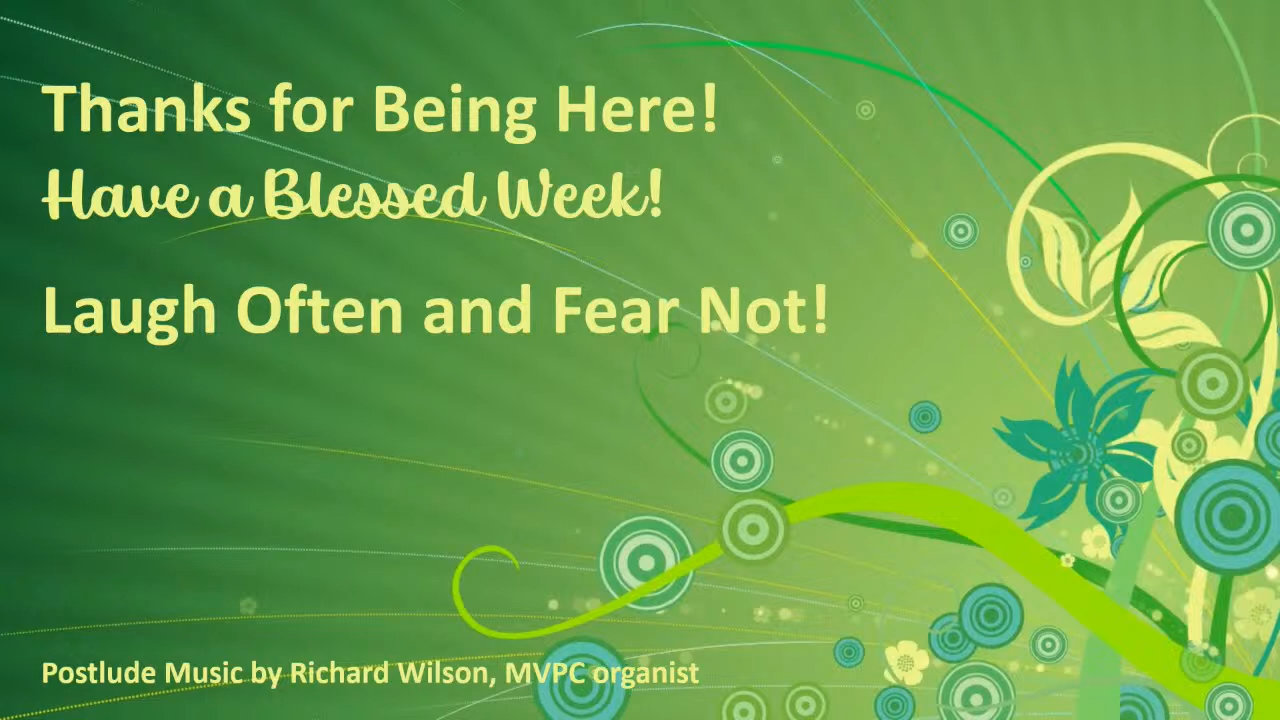 Thanks for Being Here!
Have a Blessed Week!
Laugh Often and Fear Not!
Postlude Music by Richard Wilson, MVPC organist